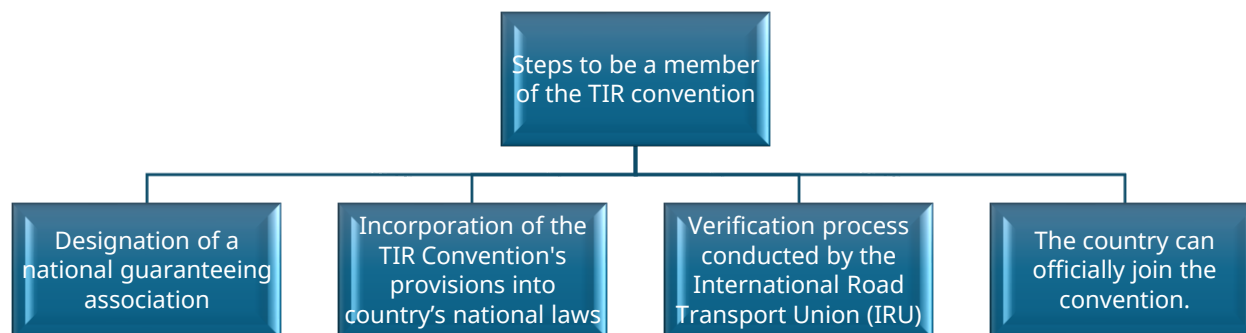 Steps to be a member
of the TIR convention
Designation of a
national guaranteeing
association
Incorporation of the
TIR Convention's
provisions into
country’s national laws
Verification process
conducted by the
International Road
Transport Union (IRU)
The country can
officially join the
convention.